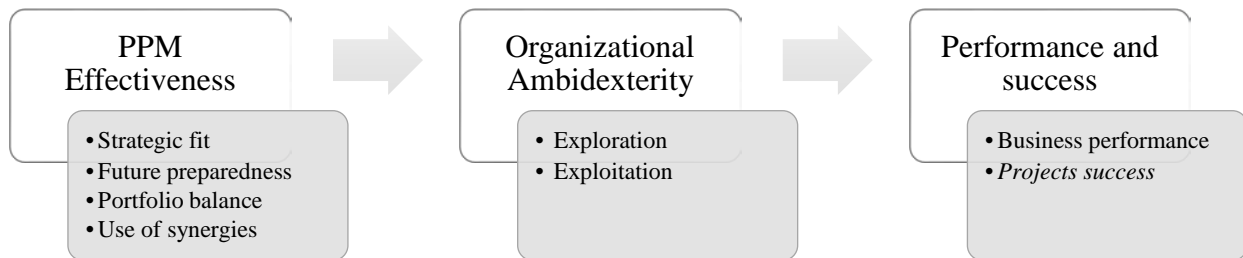 PPM
Effectiveness
• Strategic fit
• Future preparedness
• Portfolio balance
• Use of synergies
Organizational
Ambidexterity
• Exploration
• Exploitation
Performance and
success
• Business performance
• Projects success